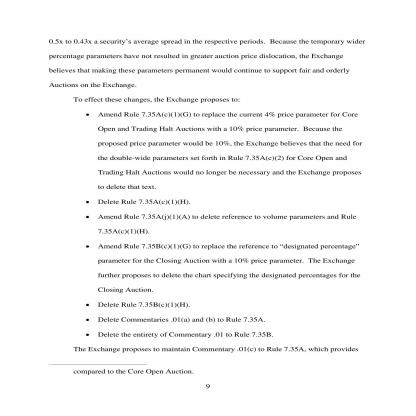 0.5x to 0.43x a security's average spread in the respective periods.  Because the temporary wider
percentage parameters have not resulted in greater auction price dislocation, the Exchange
believes that making these parameters permanent would continue to support fair and orderly
Auctions on the Exchange.
To effect these changes, the Exchange proposes to:
• Amend Rule 7.35A(c)(1)(G) to replace the current 4% price parameter for Core
Open and Trading Halt Auctions with a 10% price parameter.  Because the
proposed price parameter would be 10%, the Exchange believes that the need for
the double-wide parameters set forth in Rule 7.35A(c)(2) for Core Open and
Trading Halt Auctions would no longer be necessary and the Exchange proposes
to delete that text.
• Delete Rule 7.35A(c)(1)(H).
• Amend Rule 7.35A(j)(1)(A) to delete reference to volume parameters and Rule
7.35A(c)(1)(H).
• Amend Rule 7.35B(c)(1)(G) to replace the reference to "designated percentage"
parameter for the Closing Auction with a 10% price parameter.  The Exchange
further proposes to delete the chart specifying the designated percentages for the
Closing Auction.
• Delete Rule 7.35B(c)(1)(H).
• Delete Commentaries .01(a) and (b) to Rule 7.35A.
• Delete the entirety of Commentary .01 to Rule 7.35B.
The Exchange proposes to maintain Commentary .01(c) to Rule 7.35A, which provides
compared to the Core Open Auction.
9